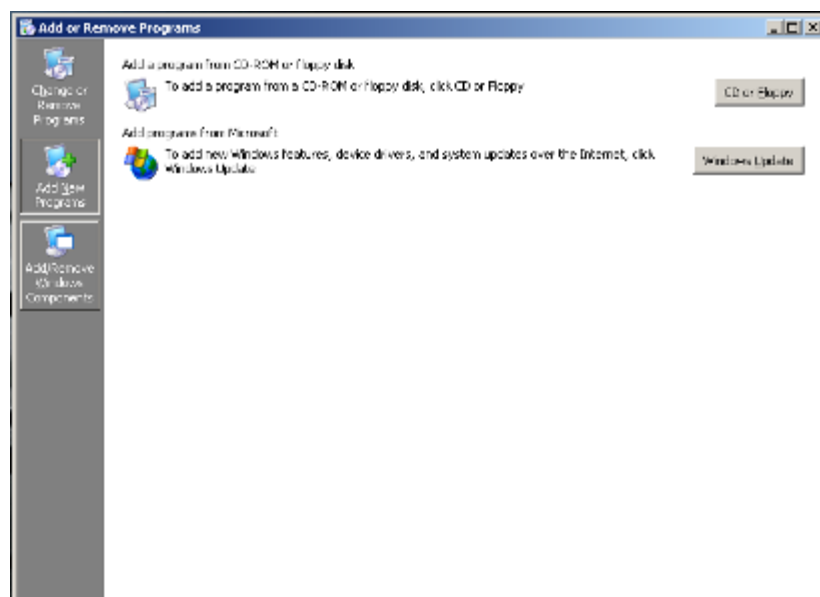 Add or Remove Programs
Change or
Remove
Programs
Add New
Programs
Add/Remove
Windows
Components
Add a program from CD-ROM or floppy disk
To add a program from a CD-ROM or floppy disk, click CD or Floppy
CD or Floppy
Add programs from Microsoft
To add new Windows features, device drivers, and system updates over the Internet, click
Windows Update
Windows Update